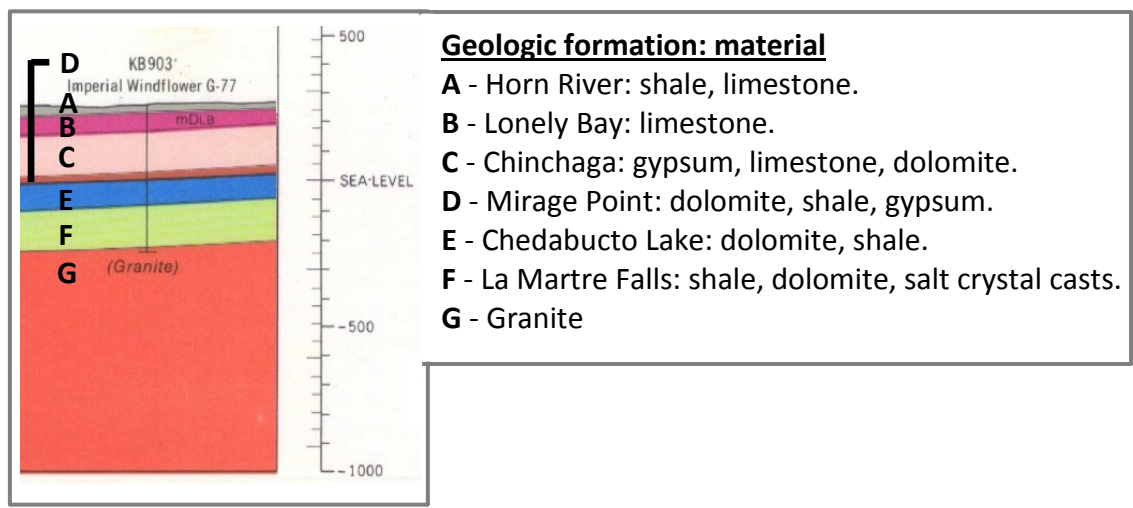 500
D
KB903'
Imperial Windflower G-77
A
mDLB
B
C
SEA-LEVEL
E
F
(Granite)
G
-500
-1000
Geologic formation: material
A - Horn River: shale, limestone.
B - Lonely Bay: limestone.
C - Chinchaga: gypsum, limestone, dolomite.
D - Mirage Point: dolomite, shale, gypsum.
E - Chedabucto Lake: dolomite, shale.
F - La Martre Falls: shale, dolomite, salt crystal casts.
G - Granite